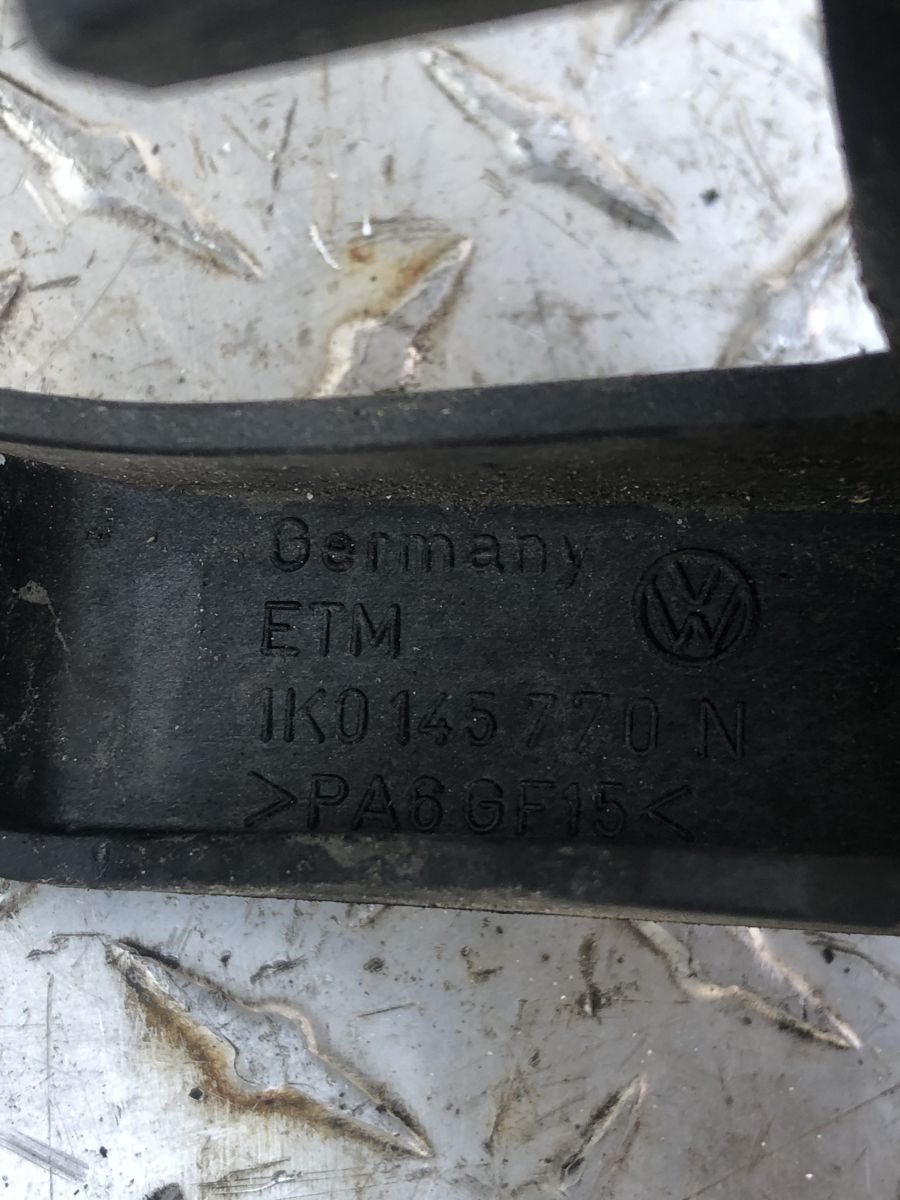 Germany
ETM
1K0 145 770 N
>PA6 GF15<